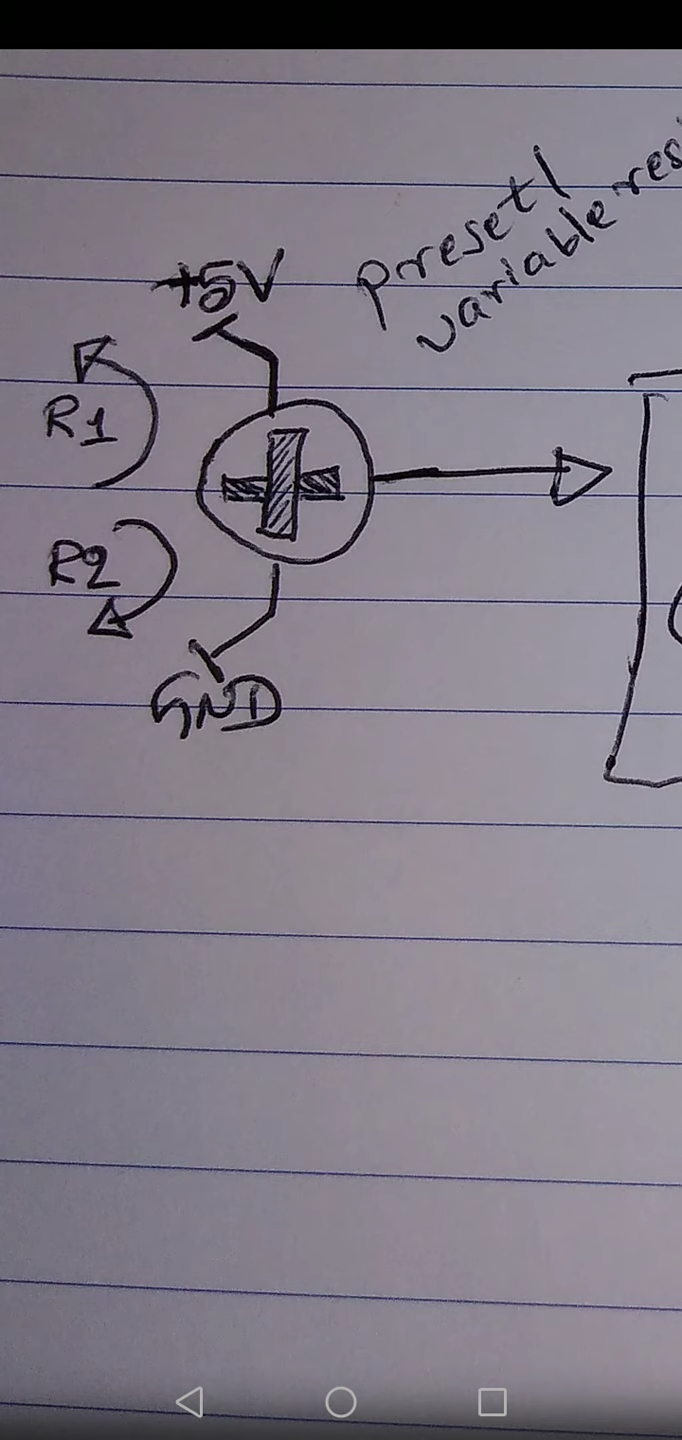 preset/
variable res
+5V
R1
R2
GND